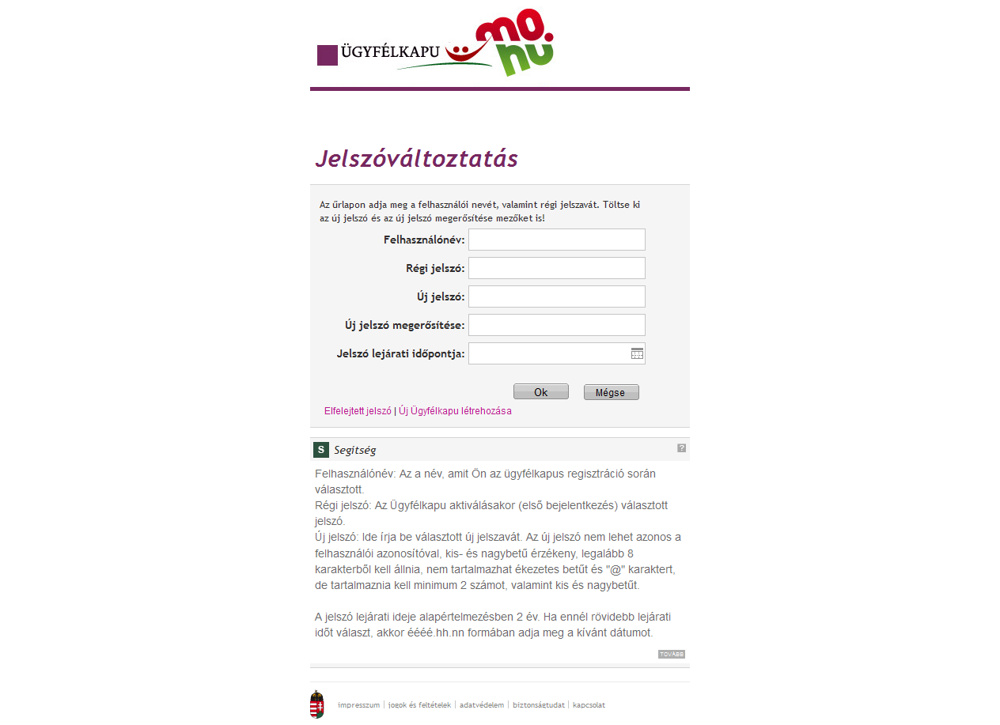 ÜGYFÉLKAPU
mo.
hu
Jelszóváltoztatás
Az űrlapon adja meg a felhasználói nevét, valamint régi jelszavát. Töltse ki
az új jelszó és az új jelszó megerősítése mezőket is!
Felhasználónév:
Régi jelszó:
Új jelszó:
Új jelszó megerősítése:
Jelszó lejárati időpontja:
Ok Mégse
Elfelejtett jelszó | Új Ügyfélkapu létrehozása
S Segítség ?
Felhasználónév: Az a név, amit Ön az ügyfélkapus regisztráció során
választott.
Régi jelszó: Az Ügyfélkapu aktiválásakor (első bejelentkezés) választott
jelszó.
Új jelszó: Ide írja be választott új jelszavát. Az új jelszó nem lehet azonos a
felhasználói azonosítóval, kis- és nagybetű érzékeny, legalább 8
karakterből kell állnia, nem tartalmazhat ékezetes betűt és "@" karaktert,
de tartalmaznia kell minimum 2 számot, valamint kis és nagybetűt.
A jelszó lejárati ideje alapértelmezésben 2 év. Ha ennél rövidebb lejárati
időt választ, akkor éééé.hh.nn formában adja meg a kívánt dátumot.
TOVÁBB
impresszum | jogok és feltételek | adatvédelem | biztonságtudat | kapcsolat